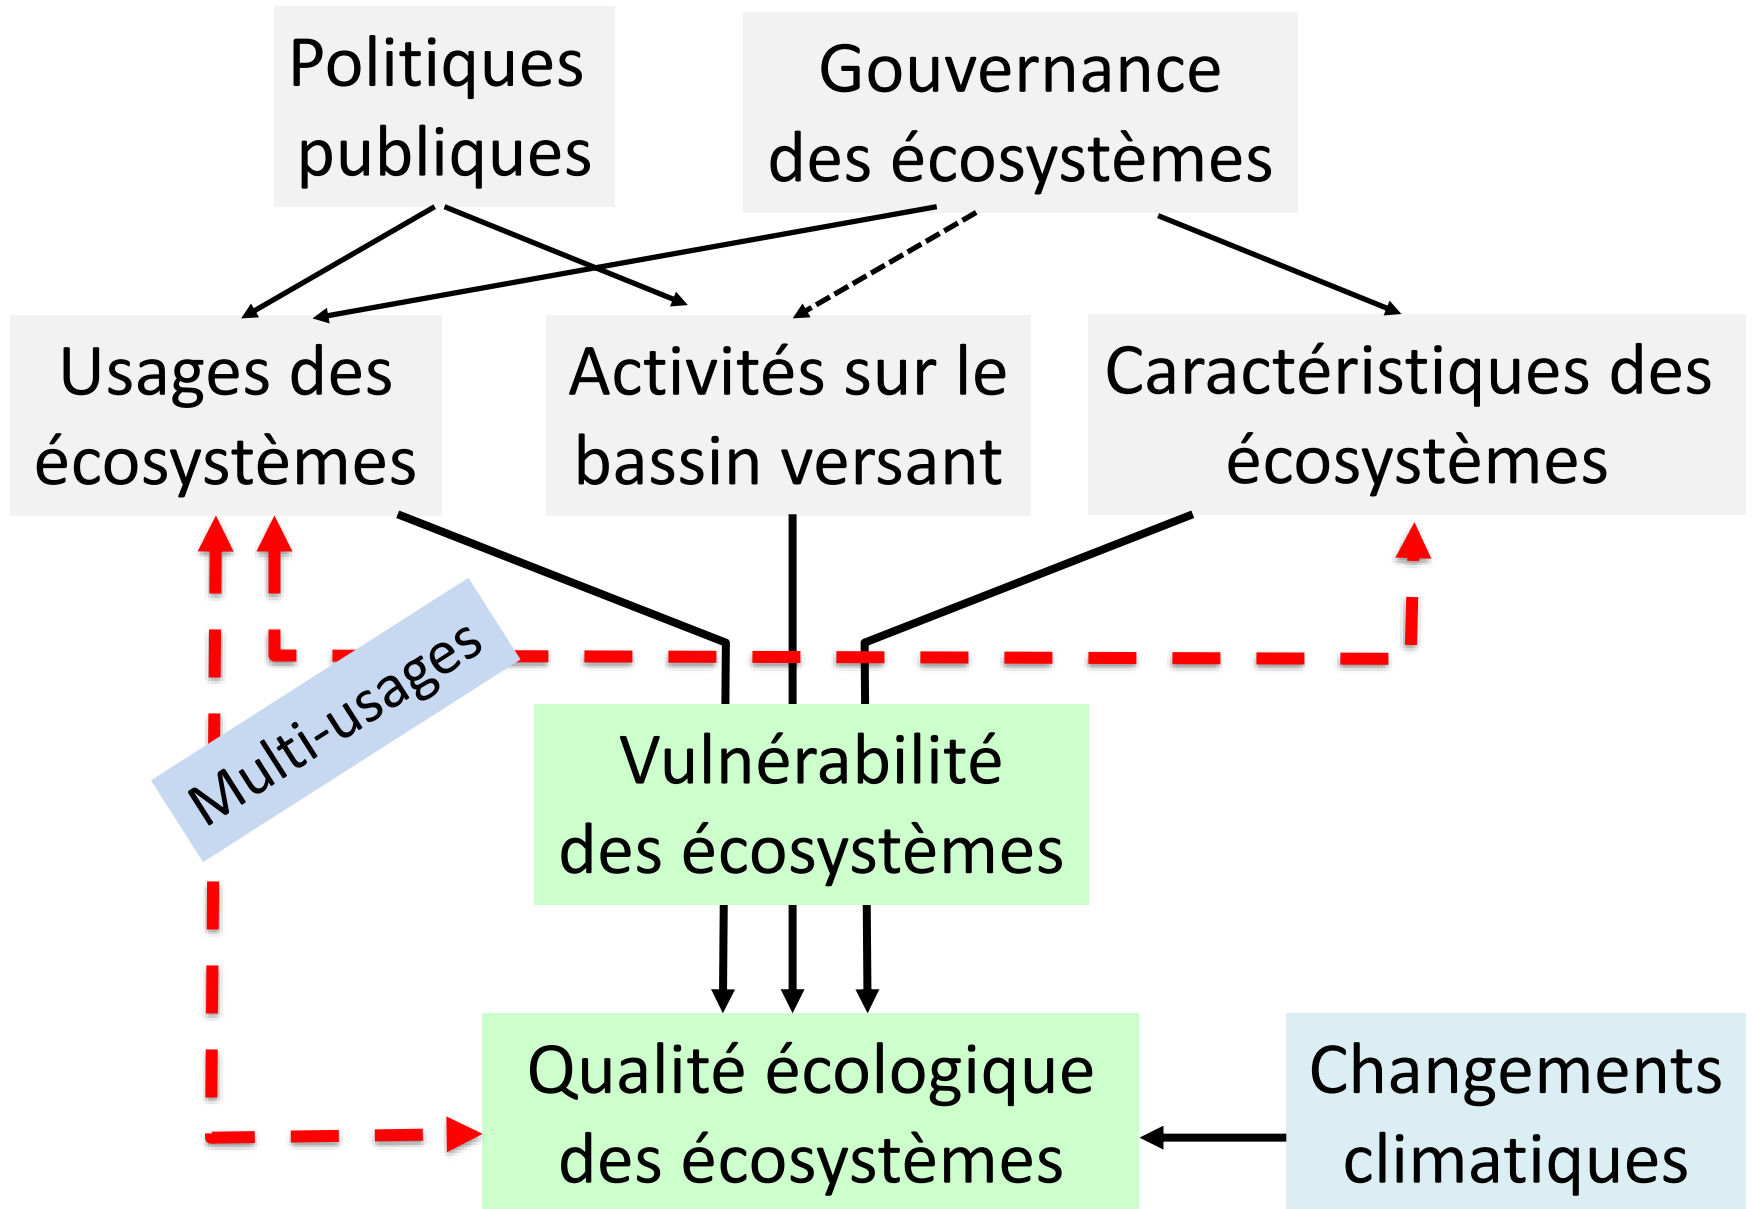 Politiques
publiques
Gouvernance
des écosystèmes
Usages des
écosystèmes
Activités sur le
bassin versant
Caractéristiques des
écosystèmes
Multi-usages
Vulnérabilité
des écosystèmes
Qualité écologique
des écosystèmes
Changements
climatiques